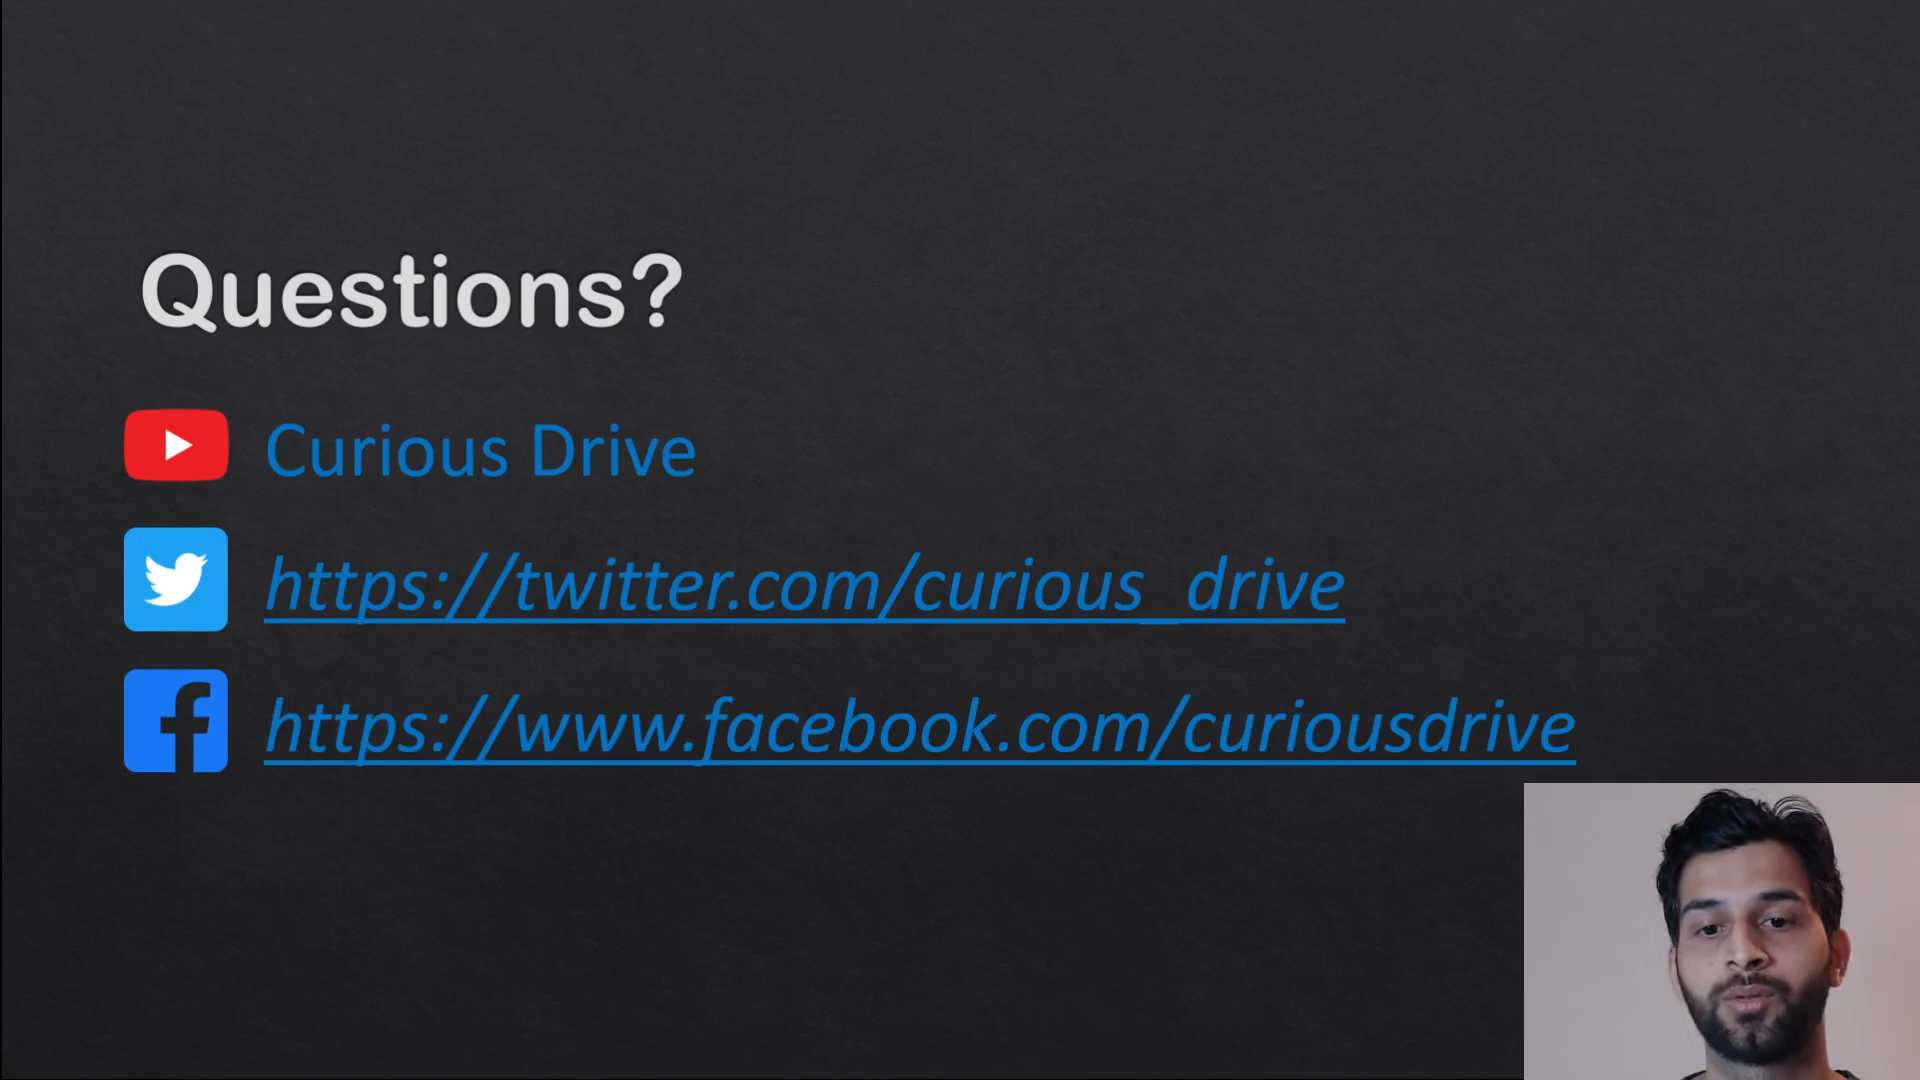 Questions?
Curious Drive
https://twitter.com/curious_drive
https://www.facebook.com/curiousdrive